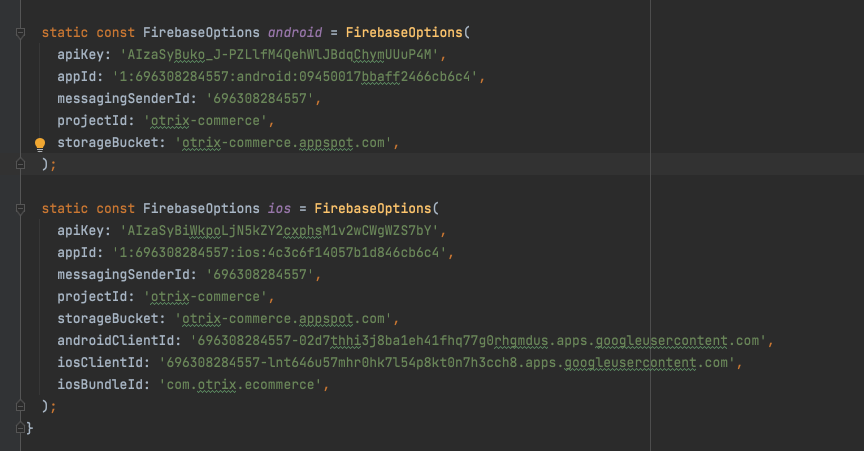 static const FirebaseOptions android = FirebaseOptions(
apiKey: 'AIzaSyBuko_J-PZLlfM4QehWlJBdqChymUUuP4M',
appId: '1:696308284557:android:09450017bbaff2466cb6c4',
messagingSenderId: '696308284557',
projectId: 'otrix-commerce',
storageBucket: 'otrix-commerce.appspot.com',
);
static const FirebaseOptions ios = FirebaseOptions(
apiKey: 'AIzaSyBiWkpoLjN5kZY2cxphsM1v2wCWgWZS7bY',
appId: '1:696308284557:ios:4c3c6f14057b1d846cb6c4',
messagingSenderId: '696308284557',
projectId: 'otrix-commerce',
storageBucket: 'otrix-commerce.appspot.com',
androidClientId: '696308284557-02d7thhi3j8ba1eh41fhq77g0rhgmdus.apps.googleusercontent.com',
iosClientId: '696308284557-lnt646u57mhr0hk7l54p8kt0n7h3cch8.apps.googleusercontent.com',
iosBundleId: 'com.otrix.ecommerce',
);
}